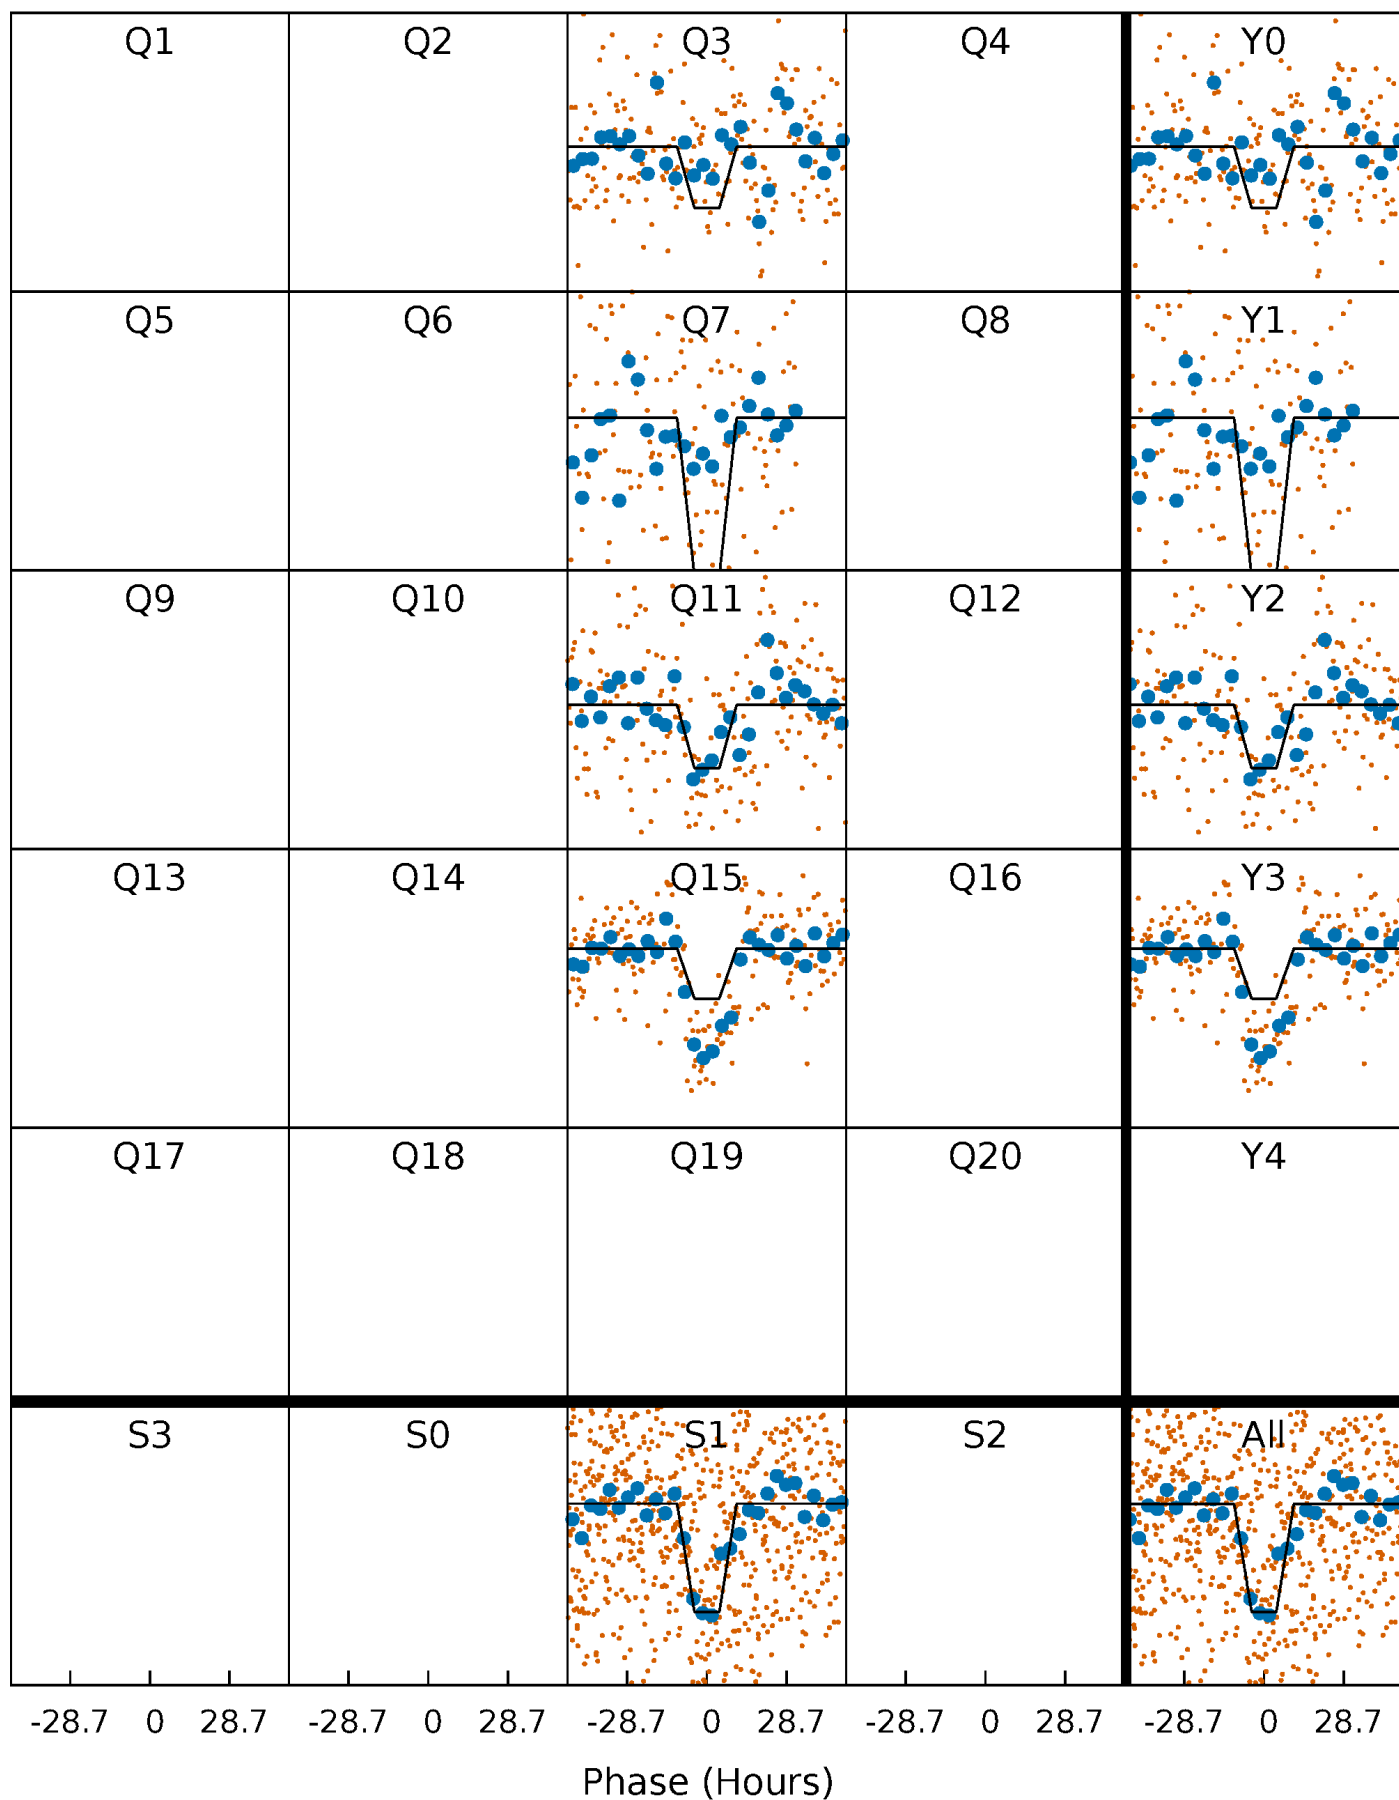 Q1 Q2 Q3 Q4 Y0
Q5 Q6 Q7 Q8 Y1
Q9 Q10 Q11 Q12 Y2
Q13 Q14 Q15 Q16 Y3
Q17 Q18 Q19 Q20 Y4
S3 S0 S1 S2 All
-28.7 0 28.7 -28.7 0 28.7 -28.7 0 28.7 -28.7 0 28.7 -28.7 0 28.7
Phase (Hours)